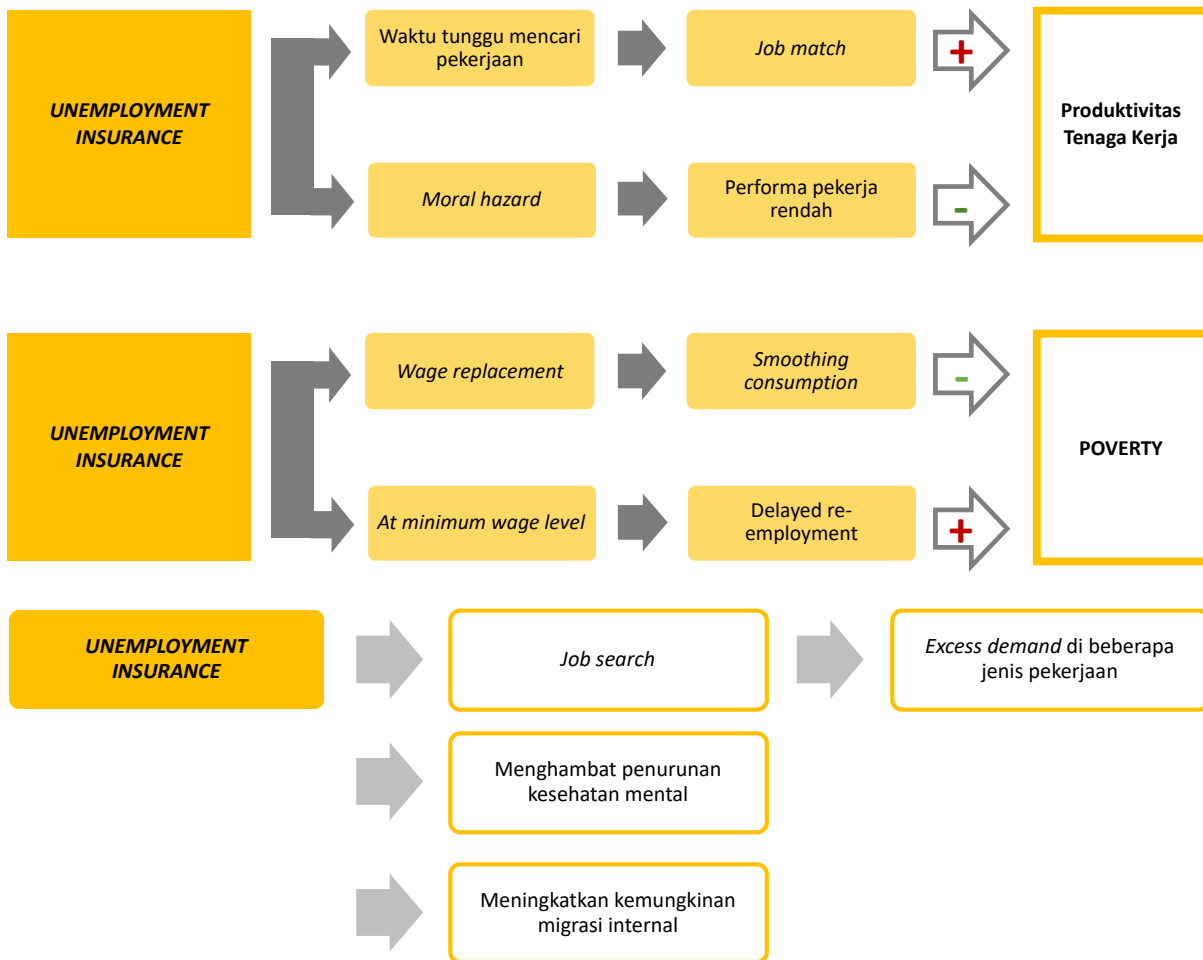 UNEMPLOYMENT
INSURANCE
Waktu tunggu mencari
pekerjaan
Job match
+
Moral hazard
Performa pekerja
rendah
-
Produktivitas
Tenaga Kerja
UNEMPLOYMENT
INSURANCE
Wage replacement
Smoothing
consumption
-
At minimum wage level
Delayed re-
employment
+
POVERTY
UNEMPLOYMENT
INSURANCE
Job search
Excess demand di beberapa
jenis pekerjaan
Menghambat penurunan
kesehatan mental
Meningkatkan kemungkinan
migrasi internal